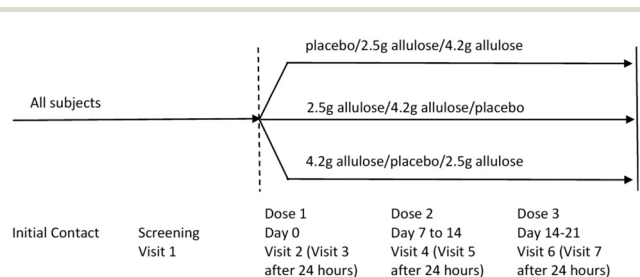 placebo/2.5g allulose/4.2g allulose
All subjects
2.5g allulose/4.2g allulose/placebo
4.2g allulose/placebo/2.5g allulose
Initial Contact
Screening
Visit 1
Dose 1
Day 0
Visit 2 (Visit 3
after 24 hours)
Dose 2
Day 7 to 14
Visit 4 (Visit 5
after 24 hours)
Dose 3
Day 14-21
Visit 6 (Visit 7
after 24 hours)